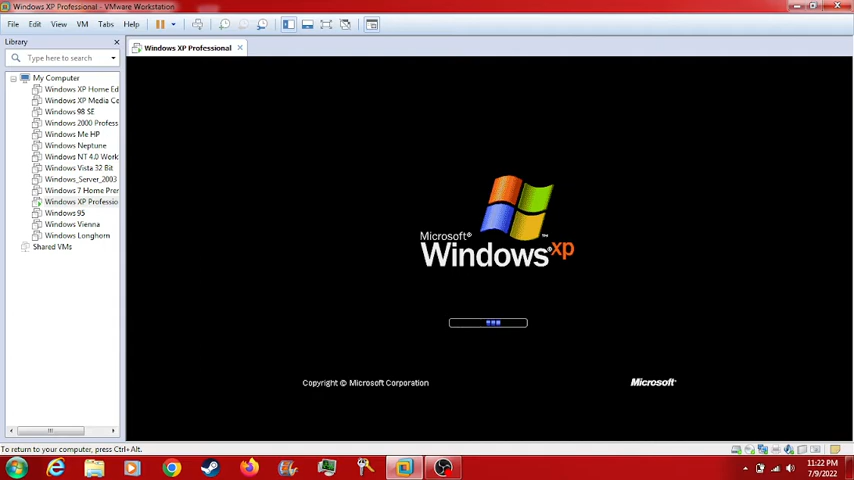 Windows XP Professional - VMware Workstation
File Edit View VM Tabs Help
Library
Type here to search
My Computer
Windows XP Home Ed
Windows XP Media Ce
Windows 98 SE
Windows 2000 Profess
Windows Me HP
Windows Neptune
Windows NT 4.0 Work
Windows Vista 32 Bit
Windows_Server_2003
Windows 7 Home Prer
Windows XP Professio
Windows 95
Windows Vienna
Windows Longhorn
Shared VMs
Windows XP Professional
Microsoft®
Windows® xp ™
Copyright © Microsoft Corporation
Microsoft®
To return to your computer, press Ctrl+Alt.
11:22 PM
7/9/2022